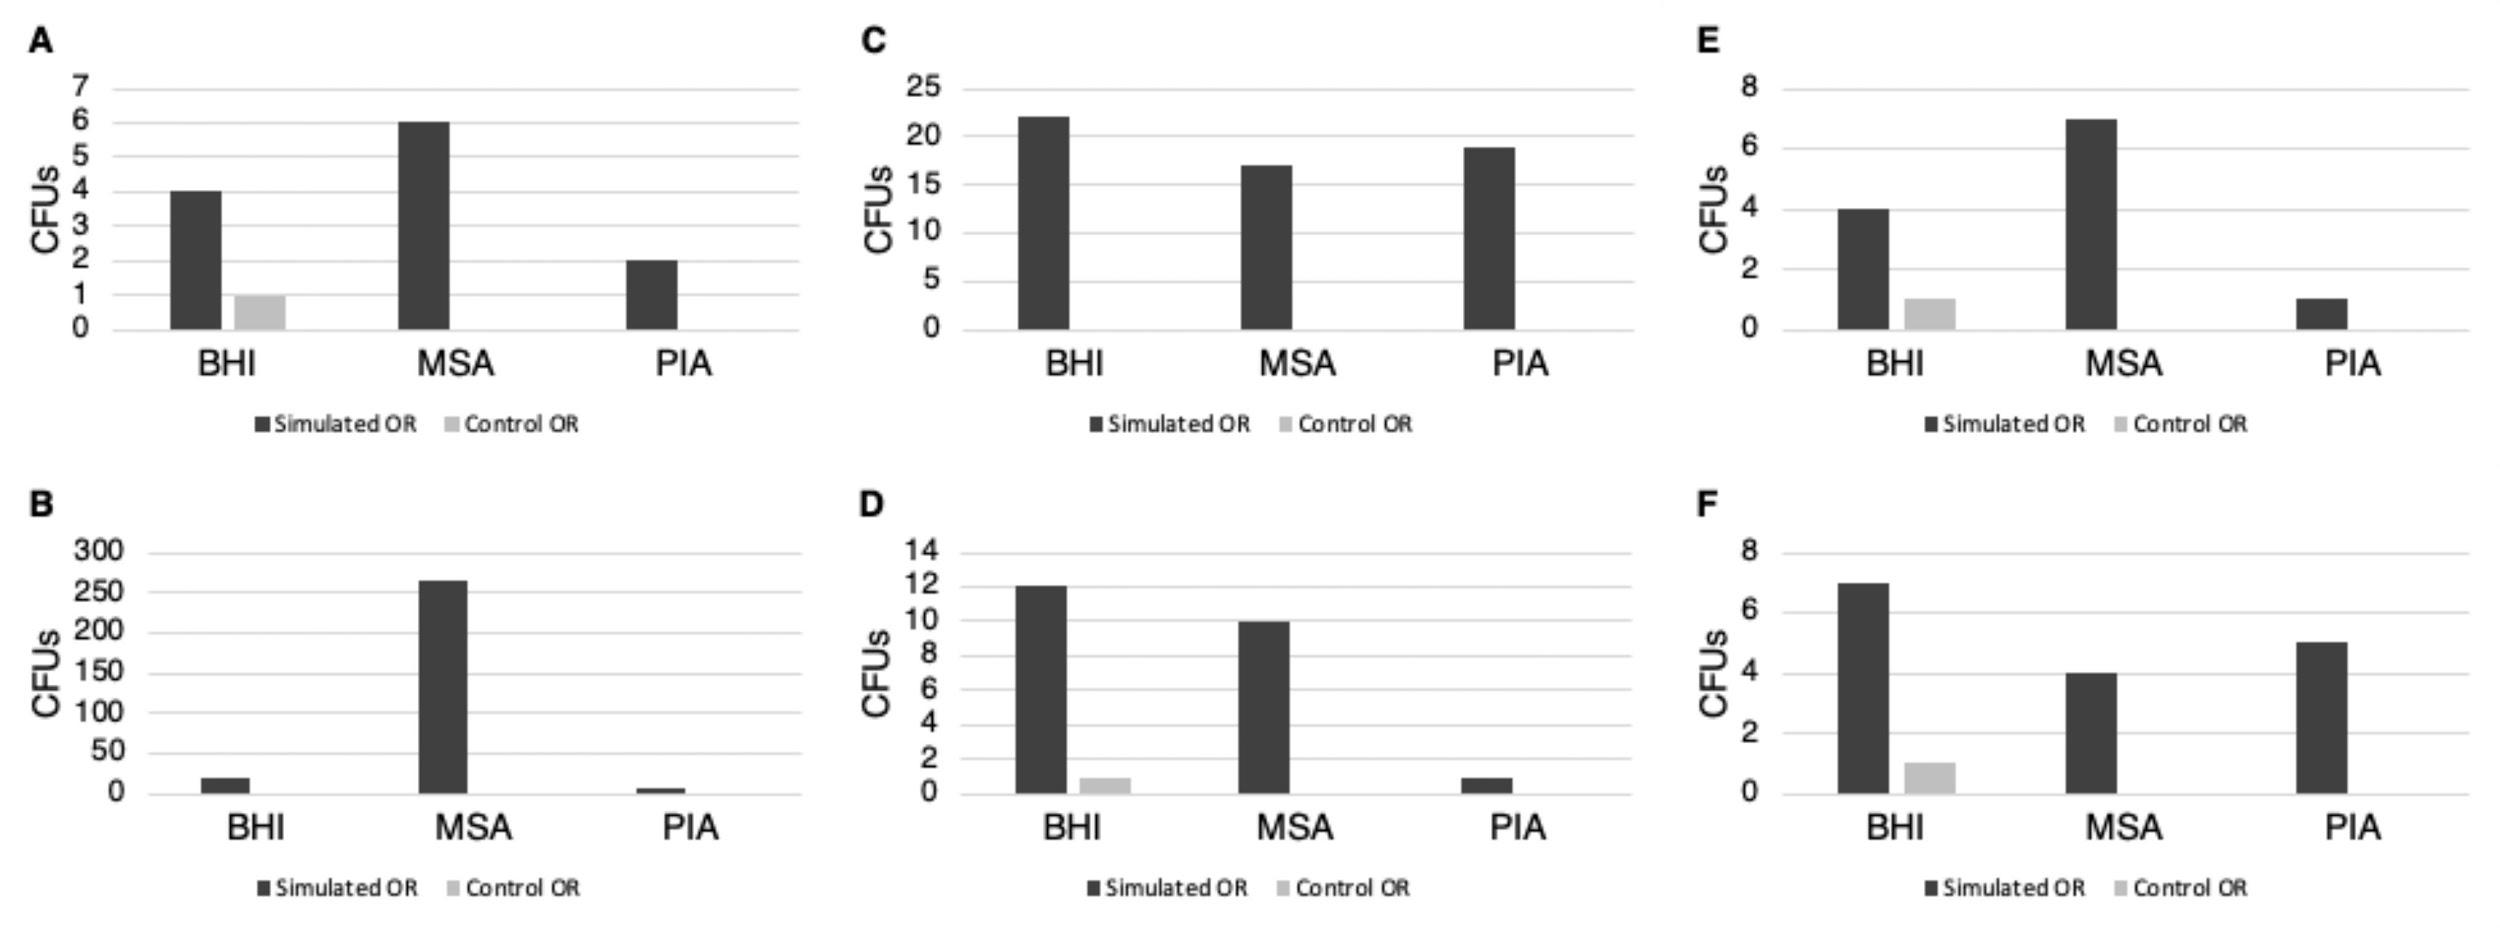 A
7
6
5
4
3
2
1
0
CFUs
BHI MSA PIA
Simulated OR Control OR
C
25
20
15
10
5
0
CFUs
BHI MSA PIA
Simulated OR Control OR
E
8
6
4
2
0
CFUs
BHI MSA PIA
Simulated OR Control OR
B
300
250
200
150
100
50
0
CFUs
BHI MSA PIA
Simulated OR Control OR
D
14
12
10
8
6
4
2
0
CFUs
BHI MSA PIA
Simulated OR Control OR
F
8
6
4
2
0
CFUs
BHI MSA PIA
Simulated OR Control OR